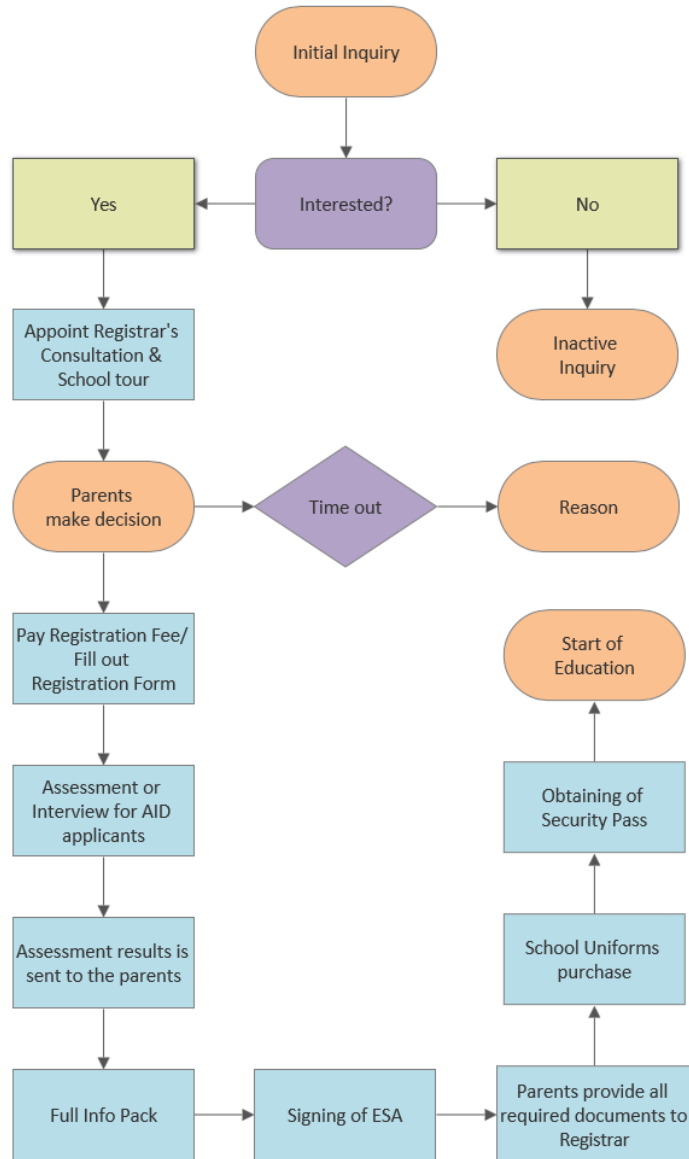 Initial Inquiry
Yes
Interested?
No
Appoint Registrar's
Consultation &
School tour
Inactive
Inquiry
Parents
make decision
Time out
Reason
Pay Registration Fee/
Fill out
Registration Form
Start of
Education
Assessment or
Interview for AID
applicants
Obtaining of
Security Pass
Assessment results is
sent to the parents
School Uniforms
purchase
Full Info Pack
Signing of ESA
Parents provide all
required documents to
Registrar